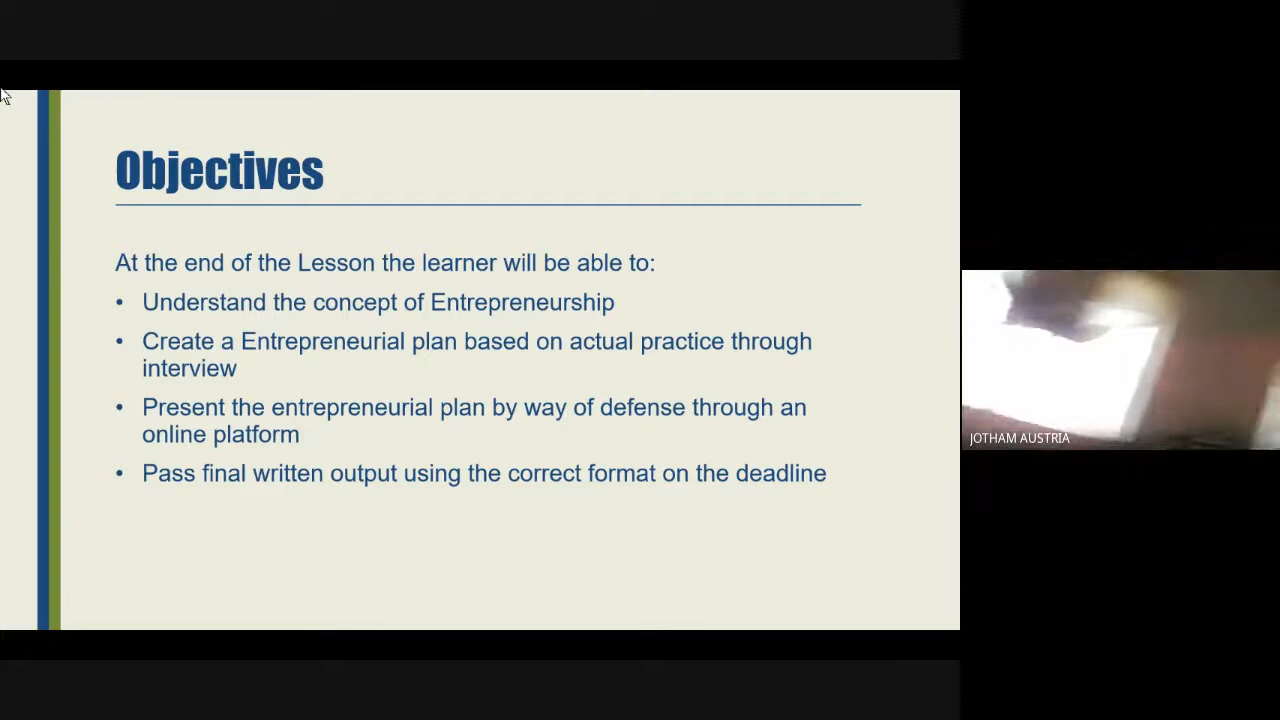 Objectives
At the end of the Lesson the learner will be able to:
• Understand the concept of Entrepreneurship
• Create a Entrepreneurial plan based on actual practice through
interview
• Present the entrepreneurial plan by way of defense through an
online platform
• Pass final written output using the correct format on the deadline
JOTHAM AUSTRIA